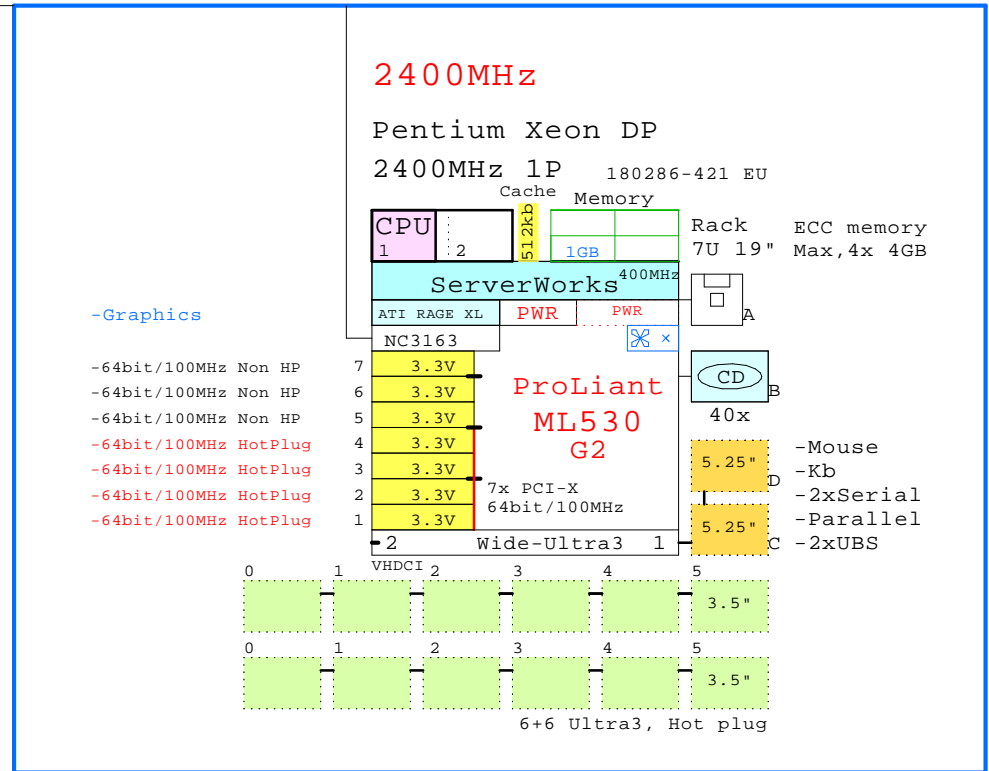 2400MHz
Pentium Xeon DP
2400MHz 1P 180286-421 EU
Cache Memory
CPU
1 2
512kb
1GB
Rack
7U 19"
ECC memory
Max,4x 4GB
ServerWorks 400MHz
-Graphics
ATI RAGE XL PWR PWR
A
NC3163 ×
-64bit/100MHz Non HP 7 3.3V
-64bit/100MHz Non HP 6 3.3V
-64bit/100MHz Non HP 5 3.3V
-64bit/100MHz HotPlug 4 3.3V
-64bit/100MHz HotPlug 3 3.3V
-64bit/100MHz HotPlug 2 3.3V
-64bit/100MHz HotPlug 1 3.3V
ProLiant
ML530
G2
CD
B
40x
7x PCI-X
64bit/100MHz
5.25"
D
5.25"
C
-Mouse
-Kb
-2xSerial
-Parallel
-2xUBS
2 Wide-Ultra3 1
VHDCI
0 1 2 3 4 5
3.5"
0 1 2 3 4 5
3.5"
6+6 Ultra3, Hot plug